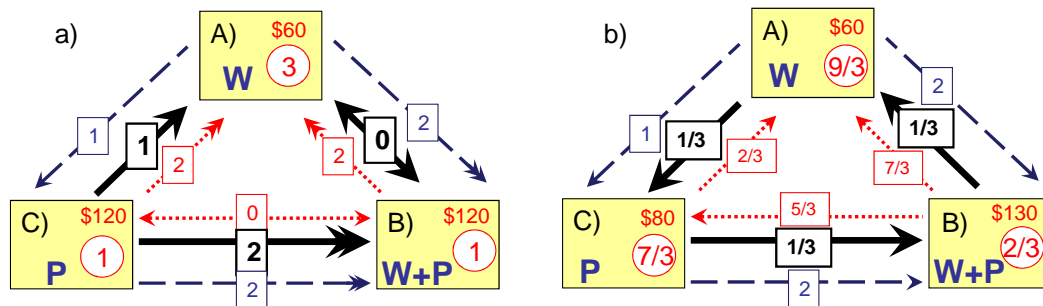 a)
A) $60
W 3
1
1
2
2
0
2
C) $120
P 1
0
2
2
B) $120
1
W+P
b)
A) $60
W 9/3
1
1/3
2/3
7/3
1/3
2
C) $80
P 7/3
5/3
1/3
2
B) $130
W+P 2/3